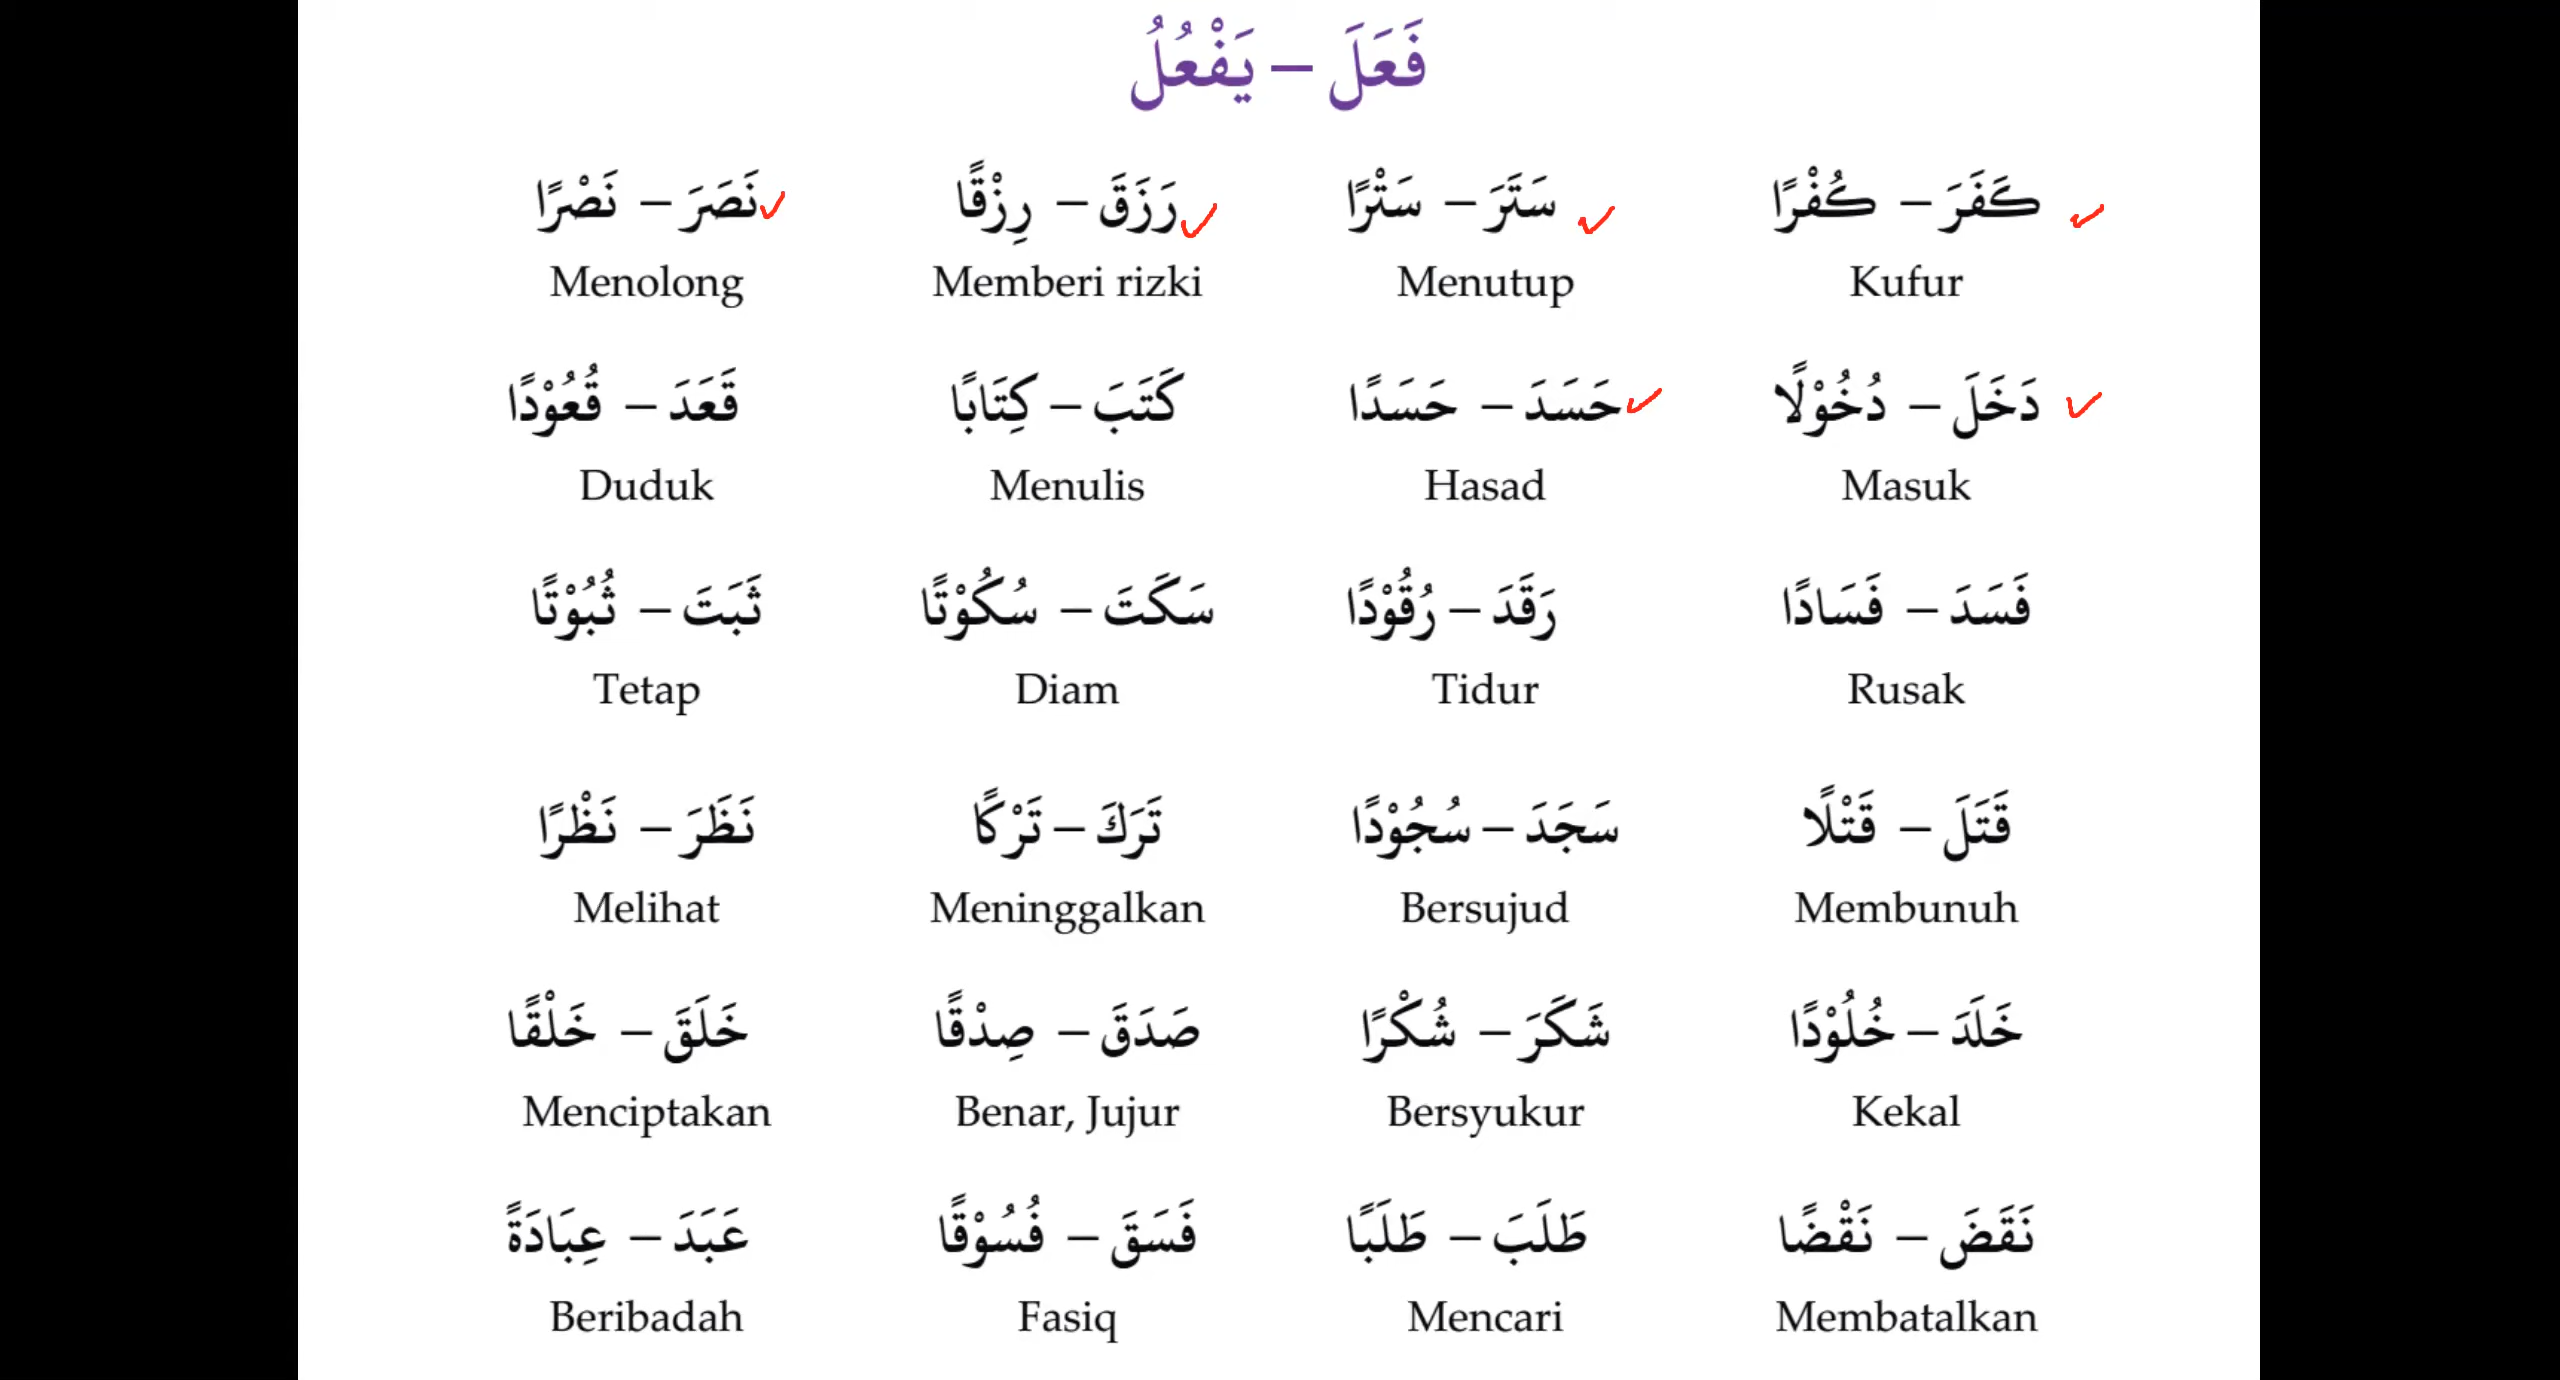 فَعَلَ – يَفْعُلُ
كَفَرَ – كُفْرًا سَتَرَ – سَتْرًا رَزَقَ – رِزْقًا نَصَرَ – نَصْرًا
Menolong Memberi rizki Menutup Kufur
دَخَلَ – دُخُوْلًا حَسَدَ – حَسَدًا كَتَبَ – كِتَابًا قَعَدَ – قُعُوْدًا
Duduk Menulis Hasad Masuk
فَسَدَ – فَسَادًا رَقَدَ – رُقُوْدًا سَكَتَ – سُكُوْتًا ثَبَتَ – ثُبُوْتًا
Tetap Diam Tidur Rusak
قَتَلَ – قَتْلًا سَجَدَ – سُجُوْدًا تَرَكَ – تَرْكًا نَظَرَ – نَظْرًا
Melihat Meninggalkan Bersujud Membunuh
خَلَدَ – خُلُوْدًا شَكَرَ – شُكْرًا صَدَقَ – صِدْقًا خَلَقَ – خَلْقًا
Menciptakan Benar, Jujur Bersyukur Kekal
نَقَضَ – نَقْضًا طَلَبَ – طَلَبًا فَسَقَ – فُسُوْقًا عَبَدَ – عِبَادَةً
Beribadah Fasiq Mencari Membatalkan